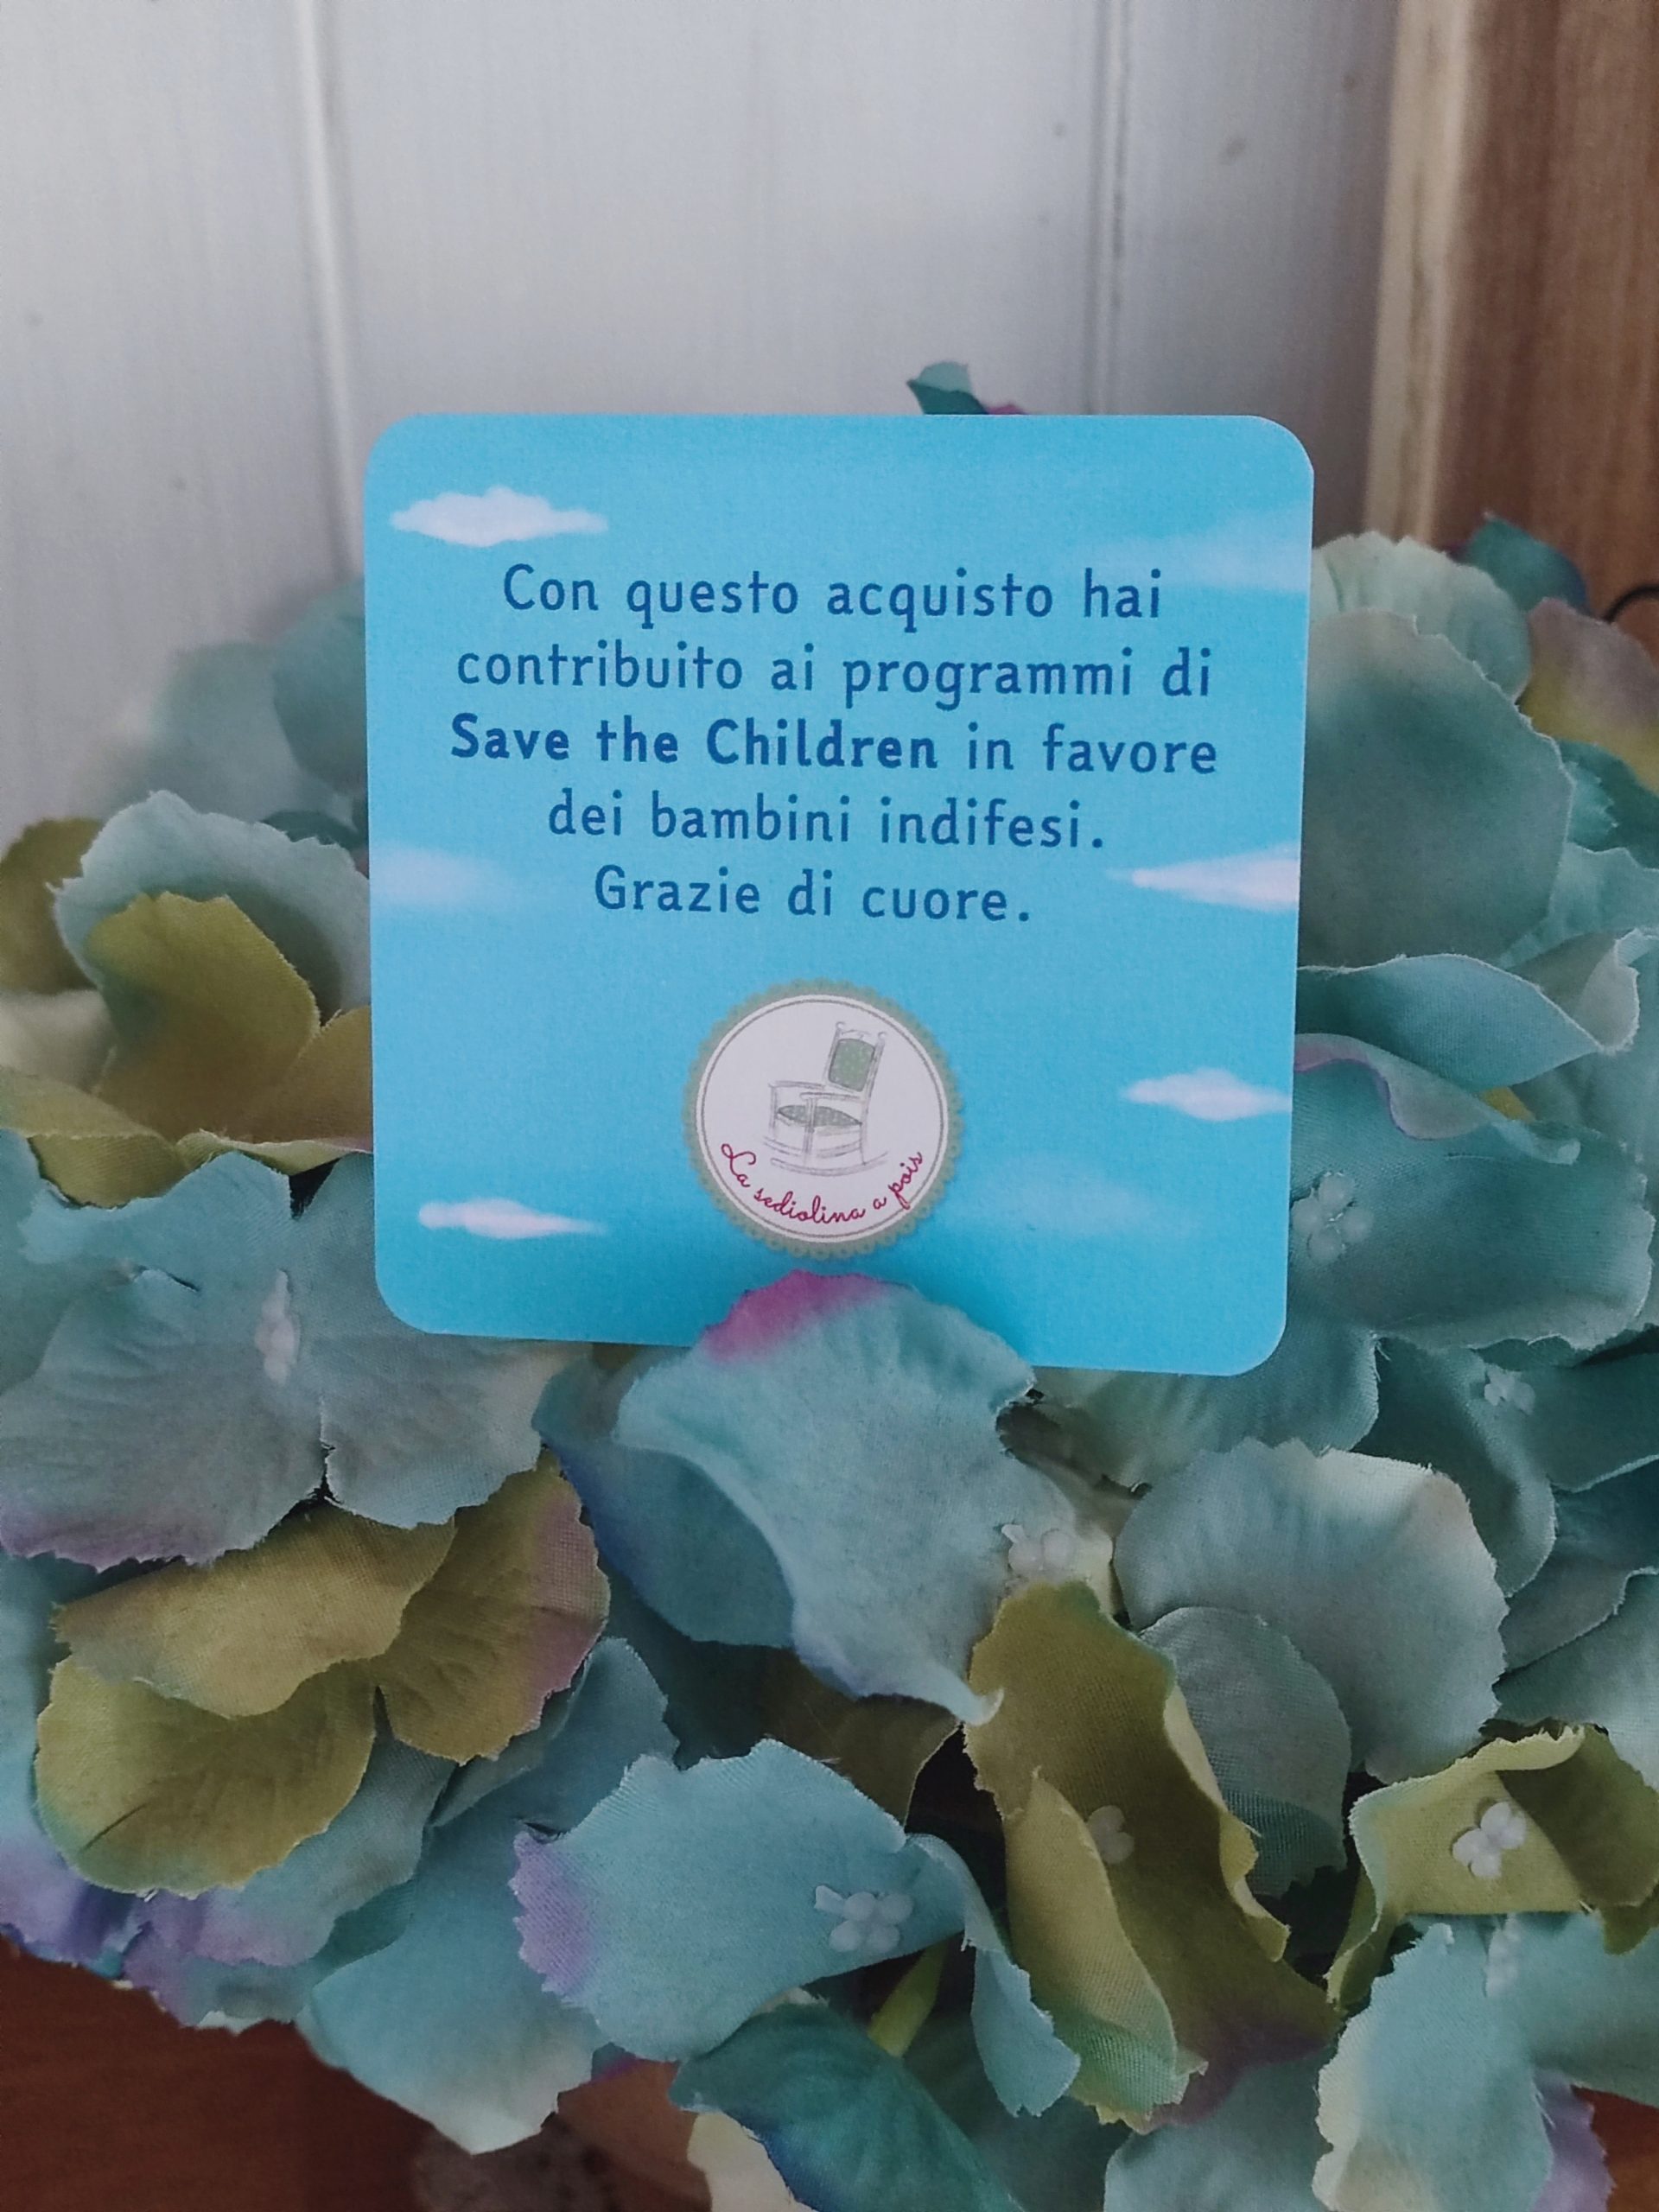 Con questo acquisto hai
contribuito ai programmi di
Save the Children in favore
dei bambini indifesi.
Grazie di cuore.
La sediolina a pois